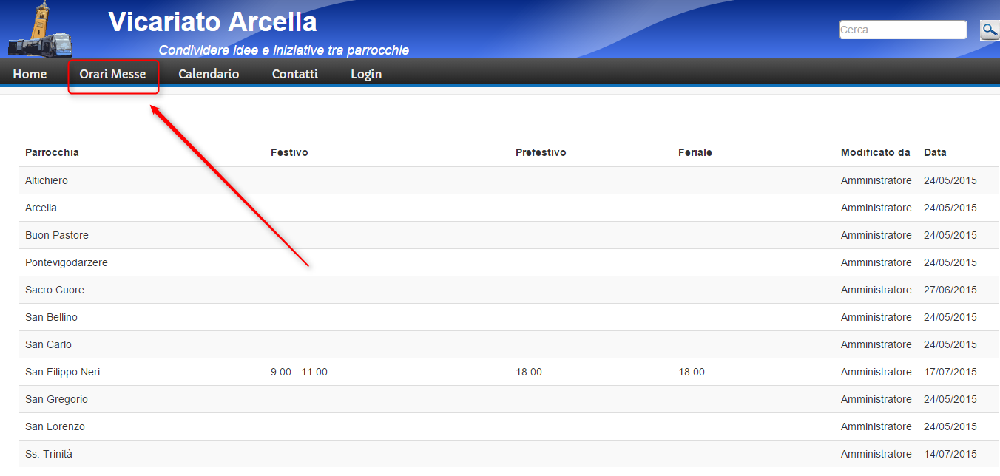 Vicariato Arcella
Condividere idee e iniziative tra parrocchie
Cerca
Home Orari Messe Calendario Contatti Login
Parrocchia Festivo Prefestivo Feriale Modificato da Data
Altichiero Amministratore 24/05/2015
Arcella Amministratore 24/05/2015
Buon Pastore Amministratore 24/05/2015
Pontevigodarzere Amministratore 24/05/2015
Sacro Cuore Amministratore 27/06/2015
San Bellino Amministratore 24/05/2015
San Carlo Amministratore 24/05/2015
San Filippo Neri 9.00 - 11.00 18.00 18.00 Amministratore 17/07/2015
San Gregorio Amministratore 24/05/2015
San Lorenzo Amministratore 24/05/2015
Ss. Trinità Amministratore 14/07/2015